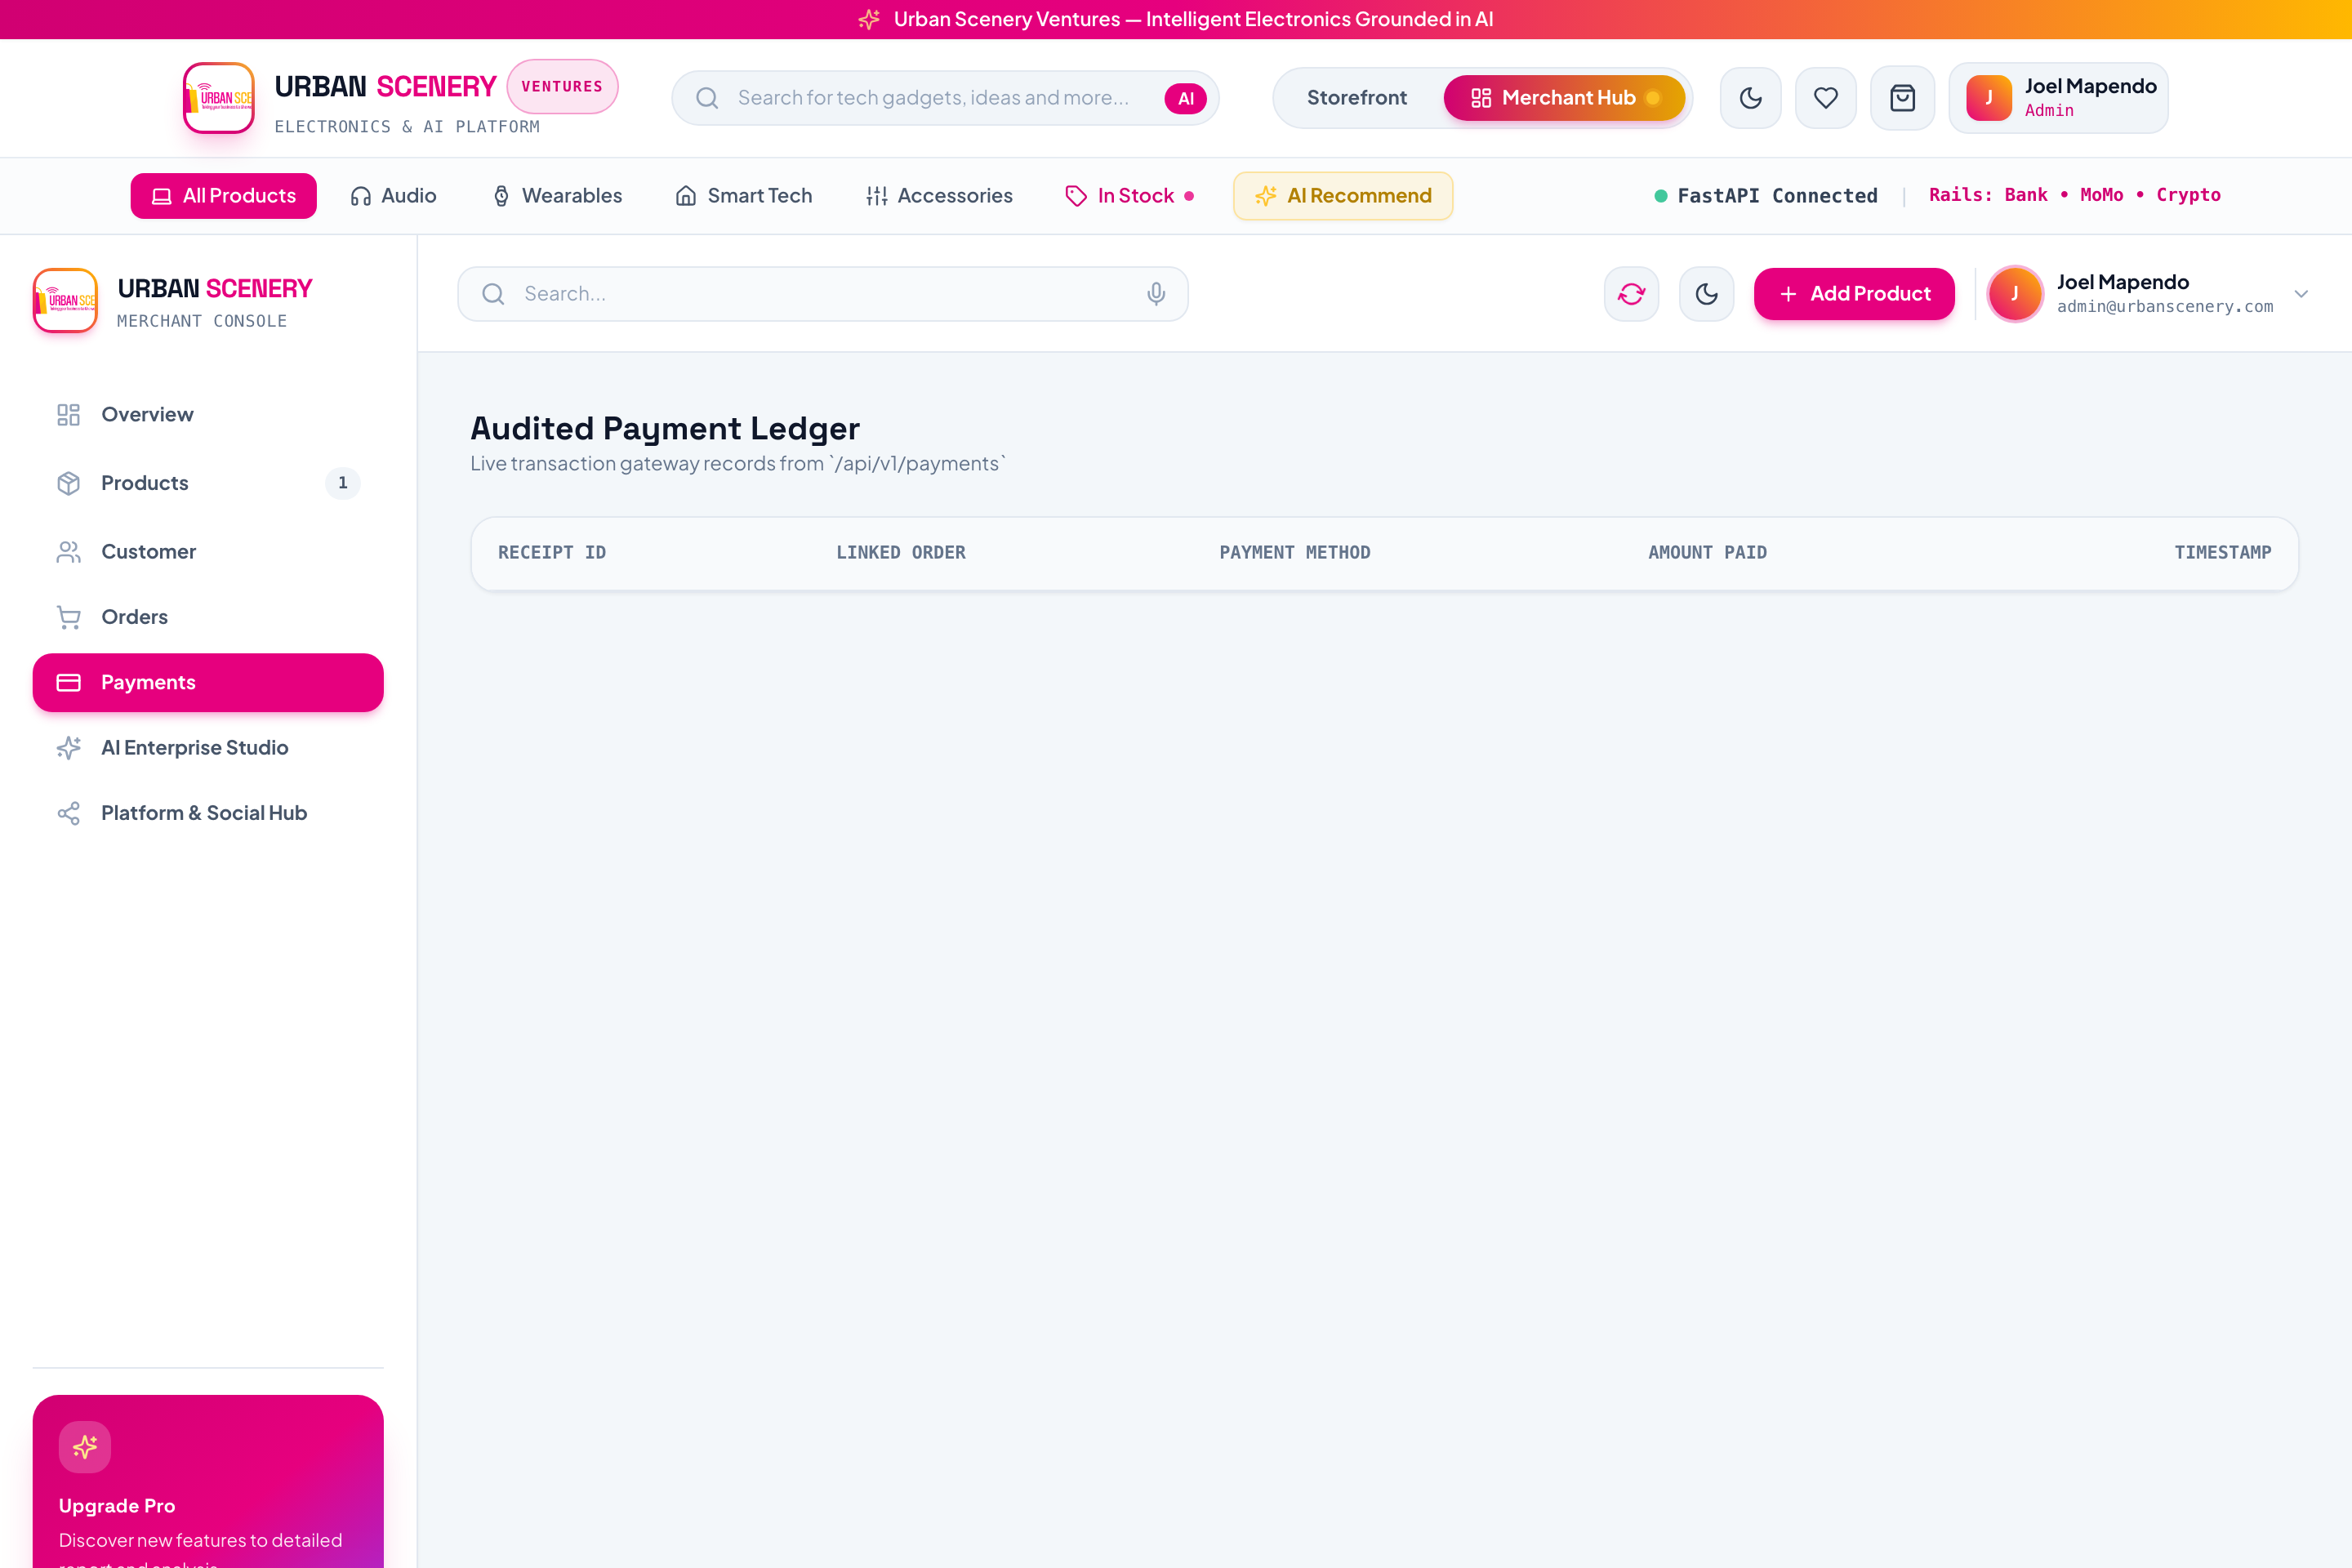 Urban Scenery Ventures — Intelligent Electronics Grounded in AI
URBAN SCENERY VENTURES
ELECTRONICS & AI PLATFORM
Search for tech gadgets, ideas and more... AI
Storefront Merchant Hub
J Joel Mapendo
Admin
All Products Audio Wearables Smart Tech Accessories In Stock AI Recommend FastAPI Connected | Rails: Bank • MoMo • Crypto
URBAN SCENERY
MERCHANT CONSOLE
Search...
Add Product
J Joel Mapendo
admin@urbanscenery.com
Overview
Products 1
Customer
Orders
Payments
AI Enterprise Studio
Platform & Social Hub
Audited Payment Ledger
Live transaction gateway records from `/api/v1/payments`
RECEIPT ID LINKED ORDER PAYMENT METHOD AMOUNT PAID TIMESTAMP
Upgrade Pro
Discover new features to detailed